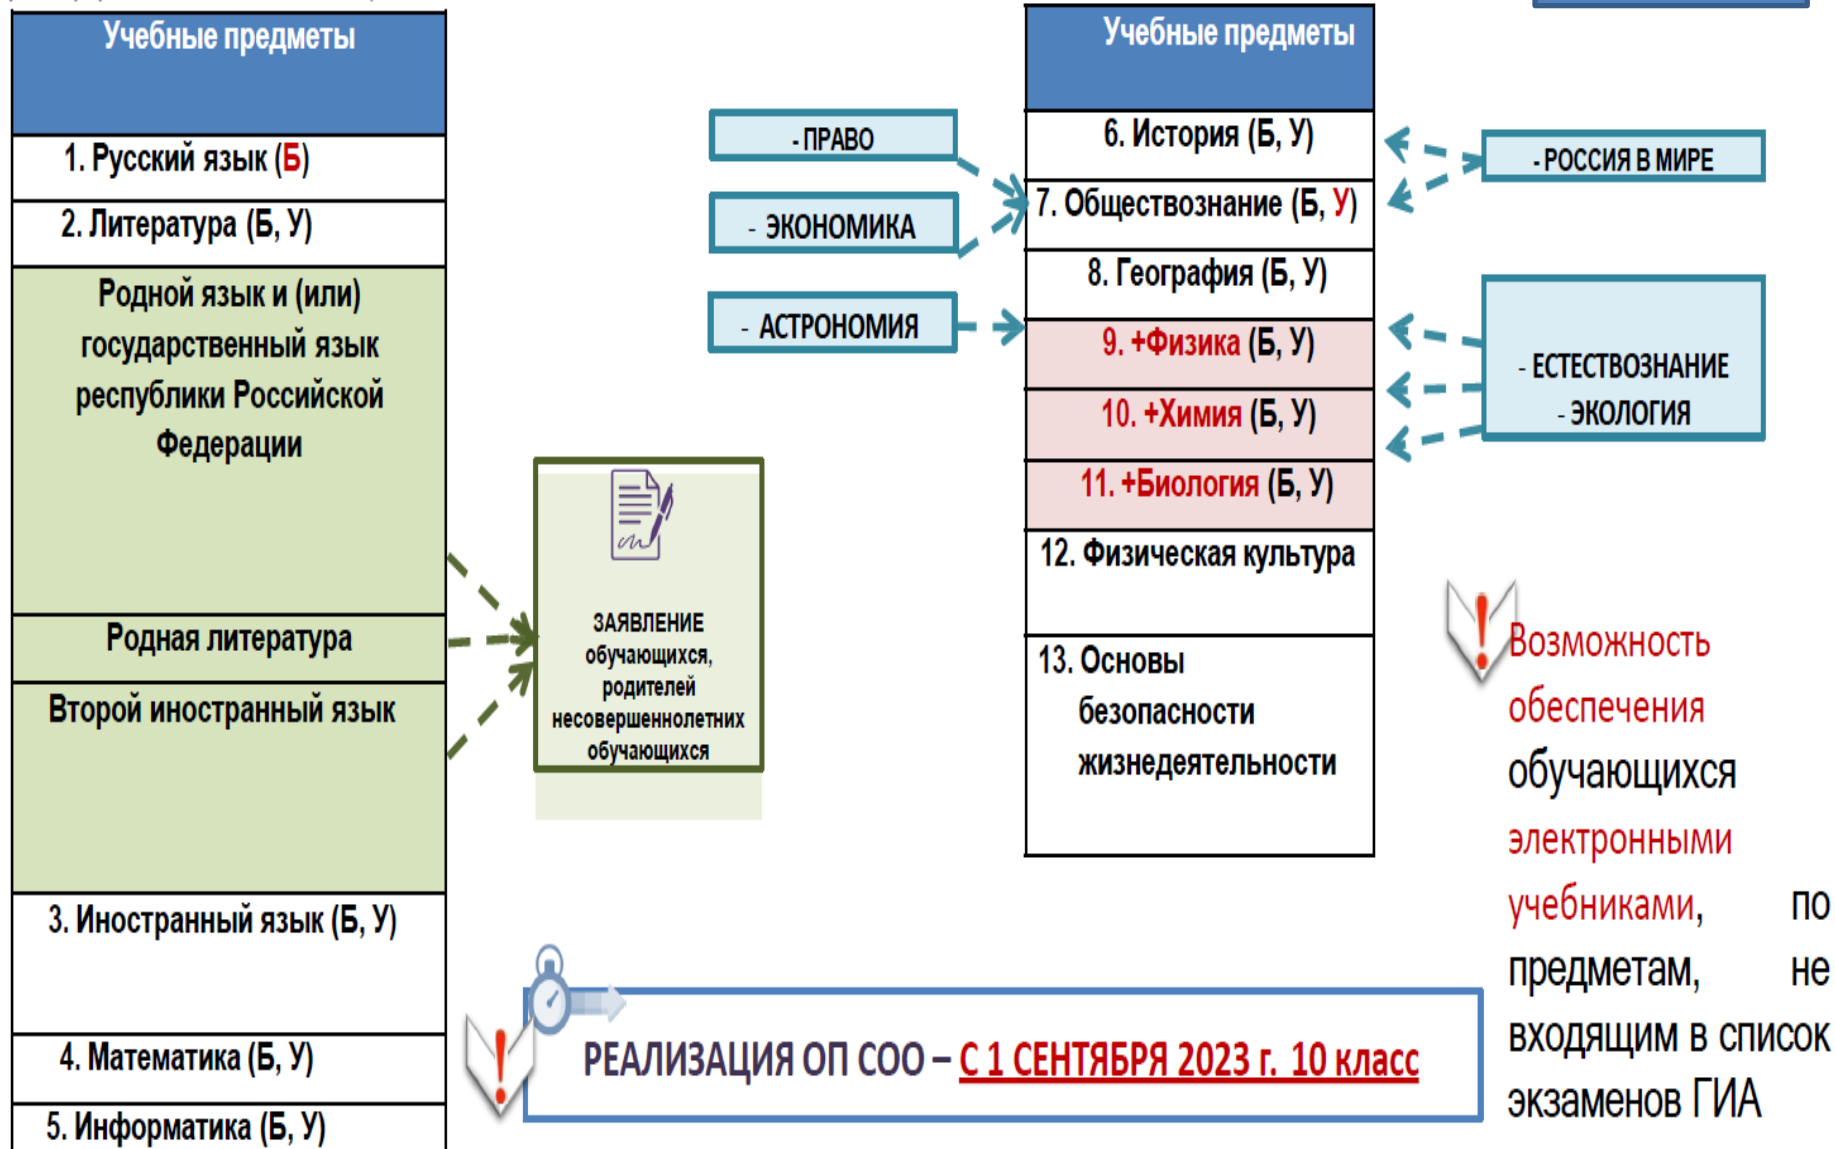 Учебные предметы
1. Русский язык (Б)
2. Литература (Б, У)
Родной язык и (или)
государственный язык
республики Российской
Федерации
Родная литература
Второй иностранный язык
3. Иностранный язык (Б, У)
4. Математика (Б, У)
5. Информатика (Б, У)
ЗАЯВЛЕНИЕ
обучающихся,
родителей
несовершеннолетних
обучающихся
- ПРАВО
- ЭКОНОМИКА
- АСТРОНОМИЯ
Учебные предметы
6. История (Б, У)
7. Обществознание (Б, У)
8. География (Б, У)
9. +Физика (Б, У)
10. +Химия (Б, У)
11. +Биология (Б, У)
12. Физическая культура
13. Основы
безопасности
жизнедеятельности
- РОССИЯ В МИРЕ
- ЕСТЕСТВОЗНАНИЕ
- ЭКОЛОГИЯ
Возможность
обеспечения
обучающихся
электронными
учебниками, по
предметам, не
входящим в список
экзаменов ГИА
РЕАЛИЗАЦИЯ ОП СОО – С 1 СЕНТЯБРЯ 2023 г. 10 класс